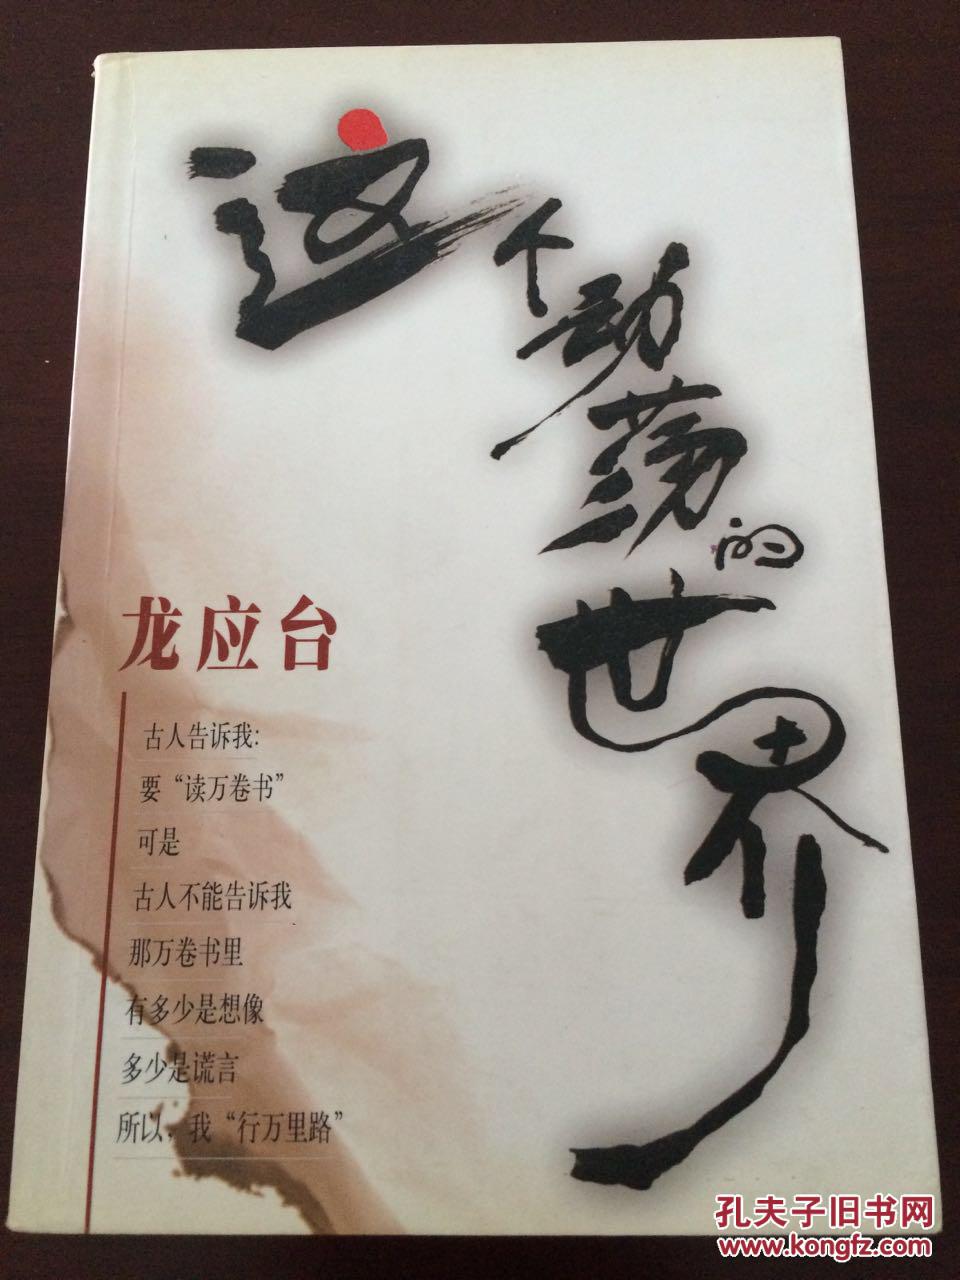 这个动荡的世界
龙应台
古人告诉我:
要“读万卷书”
可是
古人不能告诉我
那万卷书里
有多少是想像
多少是谎言
所以,我“行万里路”
孔夫子旧书网
www.kongfz.com